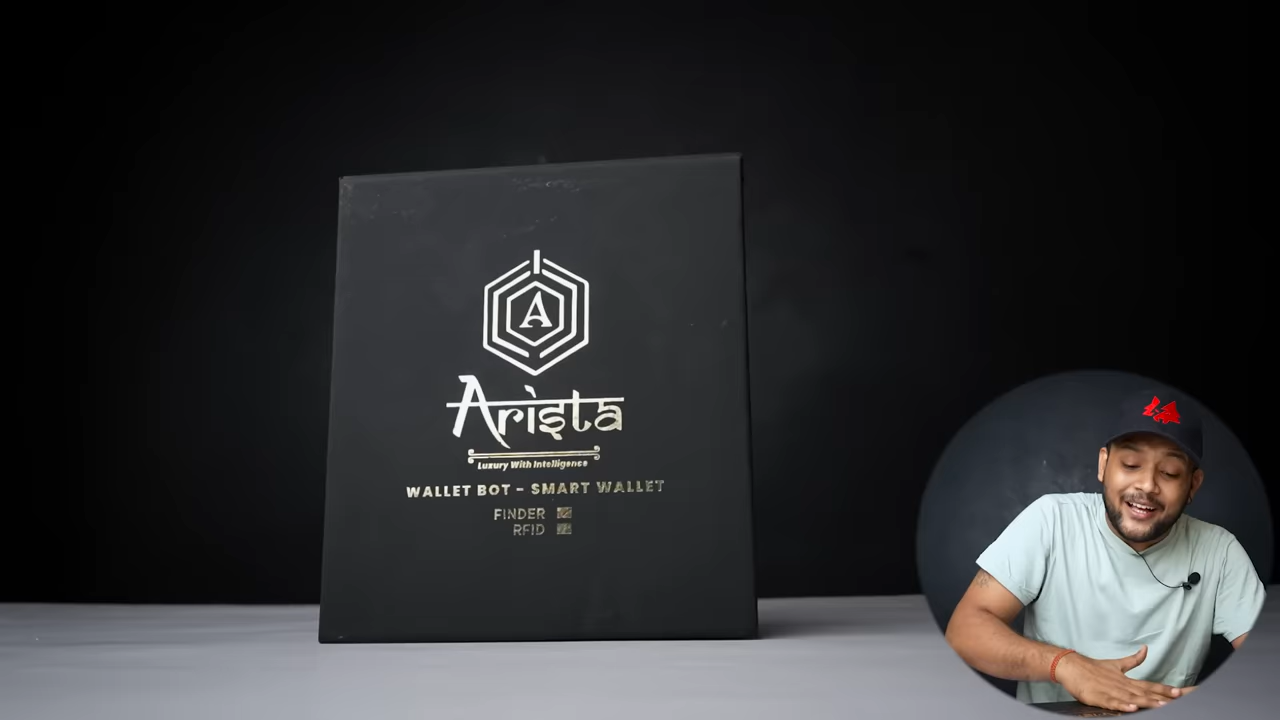 A
Arista
Luxury With Intelligence
WALLET BOT - SMART WALLET
FINDER
RFID